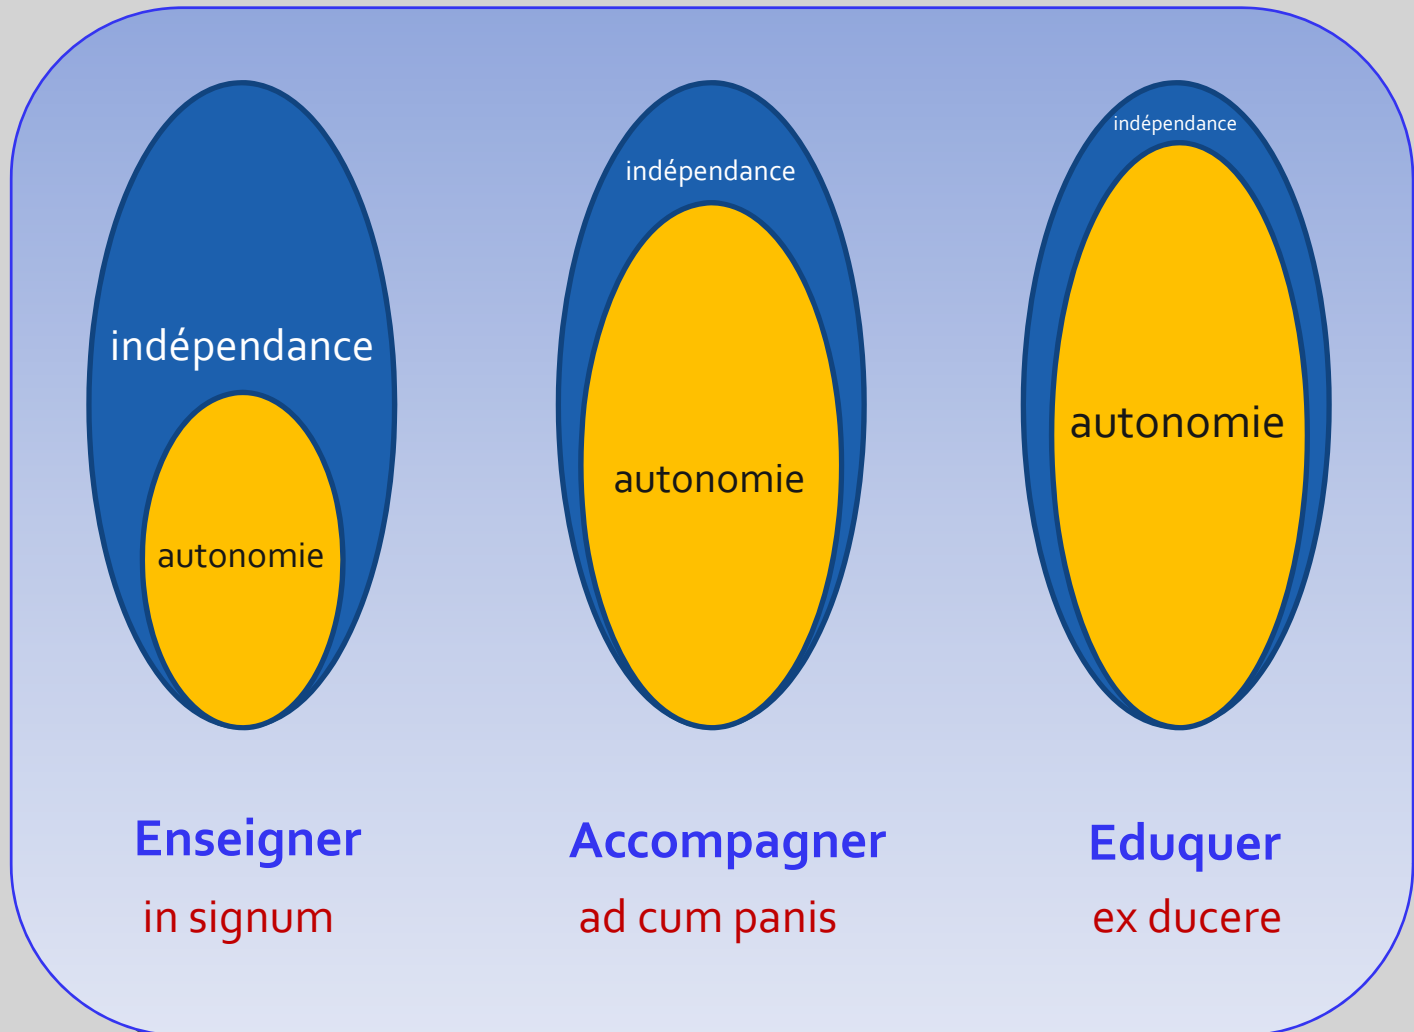 indépendance
autonomie
Enseigner
in signum
indépendance
autonomie
Accompagner
ad cum panis
indépendance
autonomie
Eduquer
ex ducere